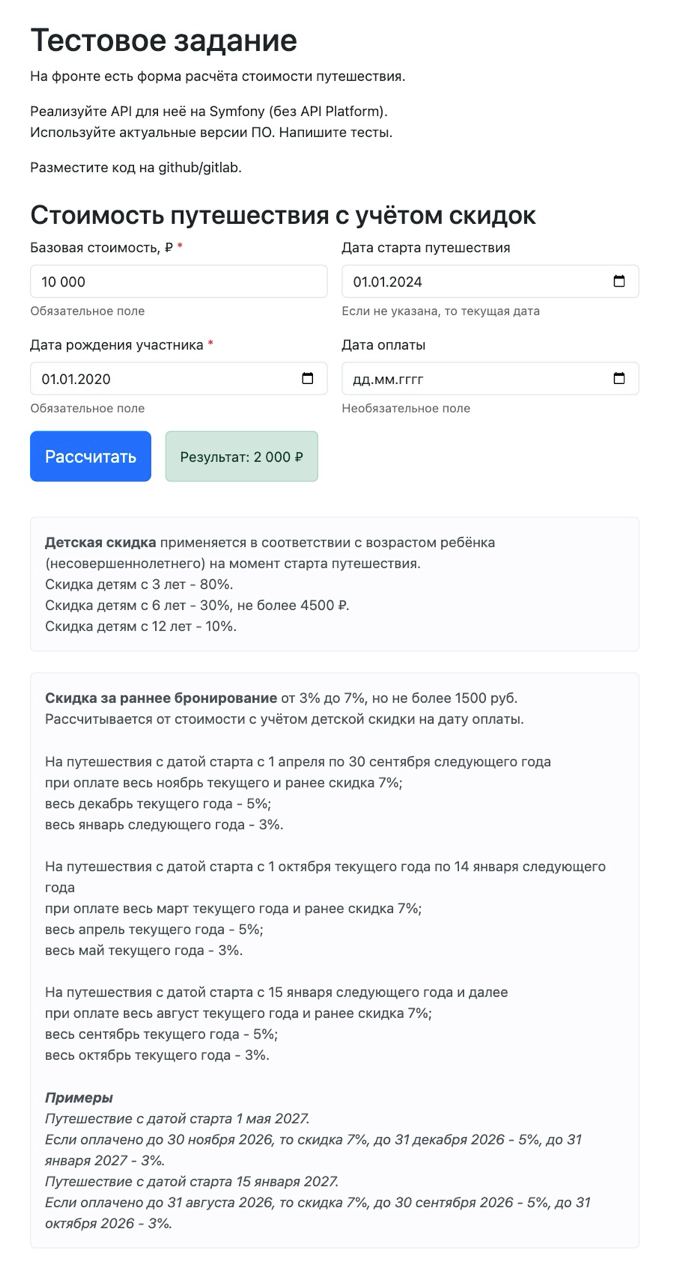 Тестовое задание
На фронте есть форма расчёта стоимости путешествия.
Реализуйте API для неё на Symfony (без API Platform).
Используйте актуальные версии ПО. Напишите тесты.
Разместите код на github/gitlab.
Стоимость путешествия с учётом скидок
Базовая стоимость, ₽ *
Дата старта путешествия
10 000
01.01.2024
Обязательное поле
Если не указана, то текущая дата
Дата рождения участника *
Дата оплаты
01.01.2020
дд.мм.гггг
Обязательное поле
Необязательное поле
Рассчитать
Результат: 2 000 ₽
Детская скидка применяется в соответствии с возрастом ребёнка
(несовершеннолетнего) на момент старта путешествия.
Скидка детям с 3 лет - 80%.
Скидка детям с 6 лет - 30%, не более 4500 ₽.
Скидка детям с 12 лет - 10%.
Скидка за раннее бронирование от 3% до 7%, но не более 1500 руб.
Рассчитывается от стоимости с учётом детской скидки на дату оплаты.
На путешествия с датой старта с 1 апреля по 30 сентября следующего года
при оплате весь ноябрь текущего и ранее скидка 7%;
весь декабрь текущего года - 5%;
весь январь следующего года - 3%.
На путешествия с датой старта с 1 октября текущего года по 14 января следующего
года
при оплате весь март текущего года и ранее скидка 7%;
весь апрель текущего года - 5%;
весь май текущего года - 3%.
На путешествия с датой старта с 15 января следующего года и далее
при оплате весь август текущего года и ранее скидка 7%;
весь сентябрь текущего года - 5%;
весь октябрь текущего года - 3%.
Примеры
Путешествие с датой старта 1 мая 2027.
Если оплачено до 30 ноября 2026, то скидка 7%, до 31 декабря 2026 - 5%, до 31
января 2027 - 3%.
Путешествие с датой старта 15 января 2027.
Если оплачено до 31 августа 2026, то скидка 7%, до 30 сентября 2026 - 5%, до 31
октября 2026 - 3%.